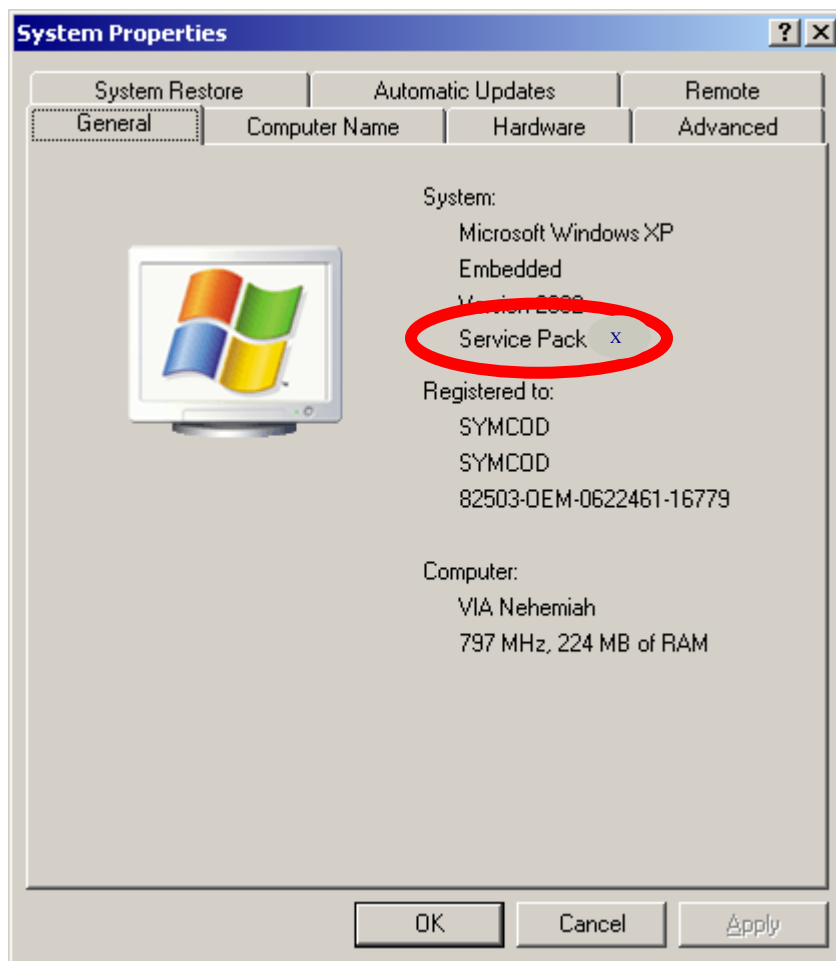 System Properties
System Restore Automatic Updates Remote
General Computer Name Hardware Advanced
System:
Microsoft Windows XP
Embedded
Version 2002
Service Pack x
Registered to:
SYMCOD
SYMCOD
82503-OEM-0622461-16779
Computer:
VIA Nehemiah
797 MHz, 224 MB of RAM
OK Cancel Apply